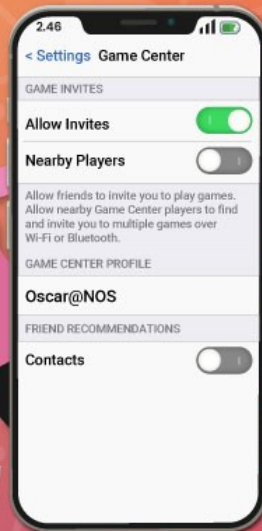 2.46
< Settings Game Center
GAME INVITES
Allow Invites
Nearby Players
Allow friends to invite you to play games.
Allow nearby Game Center players to find
and invite you to multiple games over
Wi-Fi or Bluetooth.
GAME CENTER PROFILE
Oscar@NOS
FRIEND RECOMMENDATIONS
Contacts